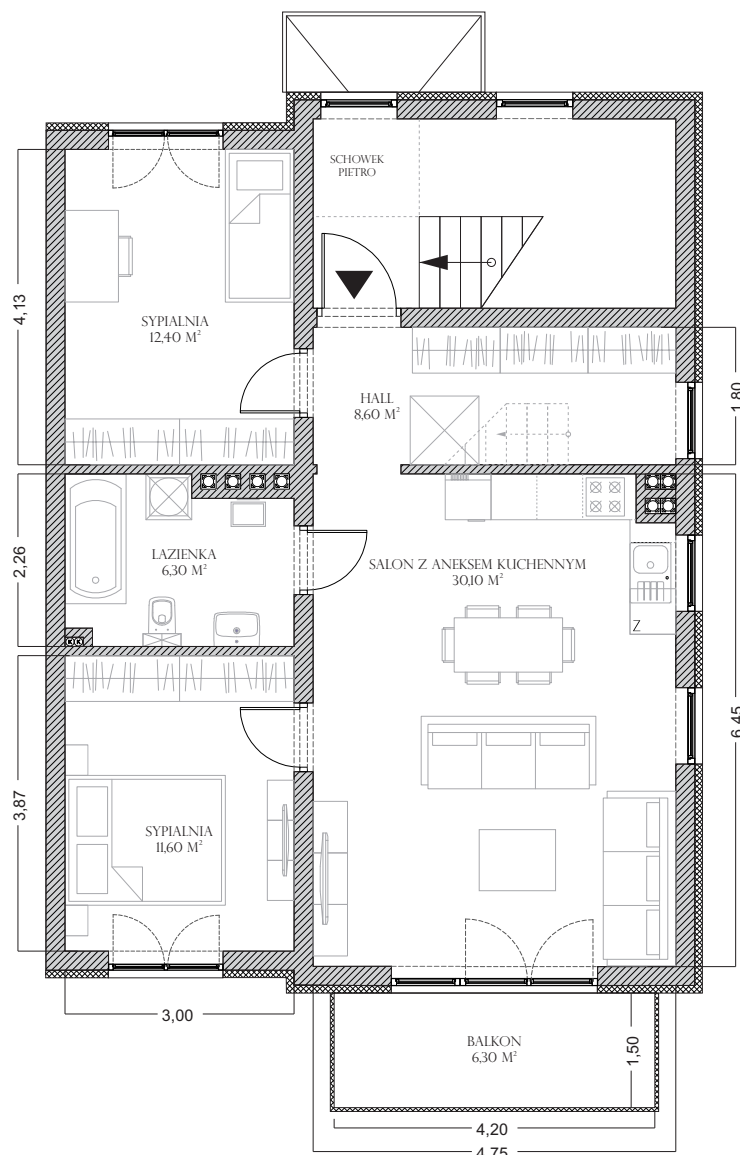 SCHOWEK
PIETRO
4,13
SYPIALNIA
12,40 M²
HALL
8,60 M²
1,80
2,26
LAZIENKA
6,30 M²
SALON Z ANEKSEM KUCHENNYM
30,10 M²
Z
6,45
3,87
SYPIALNIA
11,60 M²
3,00
BALKON
6,30 M²
1,50
4,20
4,75